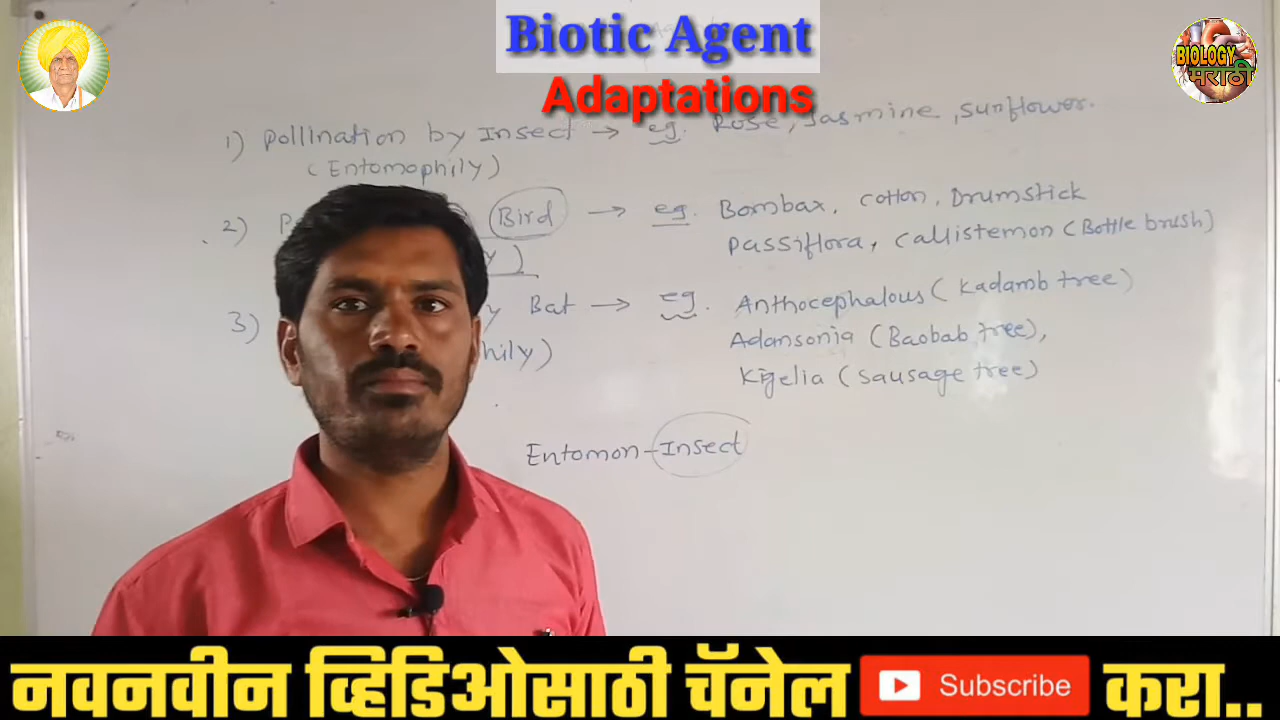 Biotic Agent
Adaptations
BIOLOGY
मराठी
1) Pollination by Insect → eg. Rose, Jasmine, Sunflower.
(Entomophily)
2) Bird → eg. Bombax, Cotton, Drumstick
Passiflora, Callistemon (Bottle brush)
3) Bat → eg. Anthocephalous (Kadamb tree)
hily) Adansonia (Baobab tree),
Kigelia (Sausage tree)
Entomon-Insect
नवनवीन व्हिडिओसाठी चॅनेल Subscribe करा..